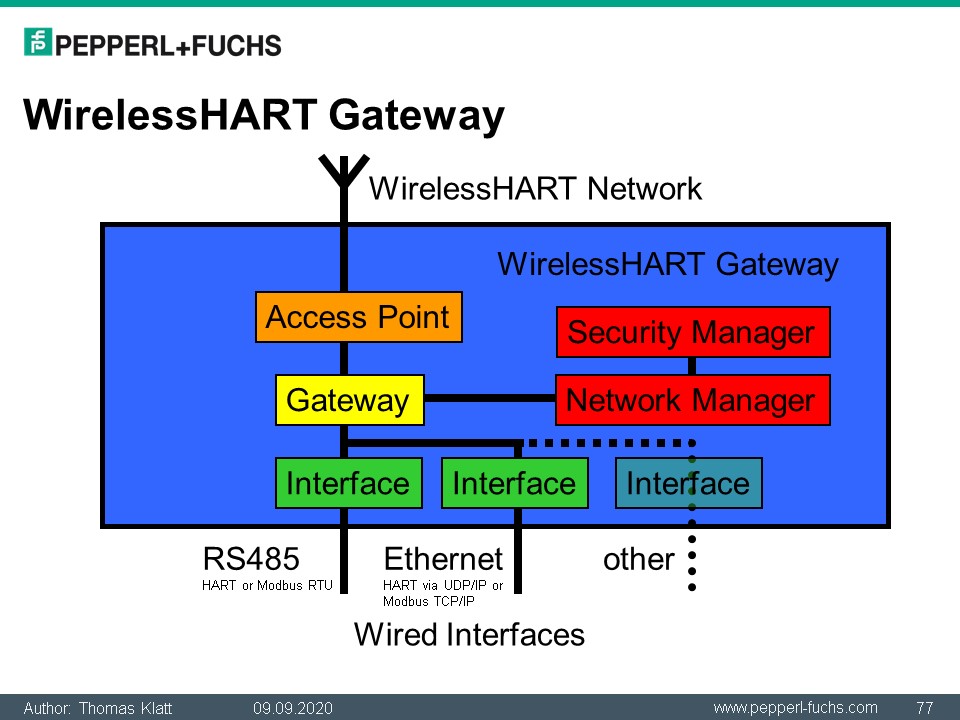 PEPPERL+FUCHS
WirelessHART Gateway
WirelessHART Network
WirelessHART Gateway
Access Point
Security Manager
Gateway
Network Manager
Interface
Interface
Interface
RS485
HART or Modbus RTU
Ethernet
HART via UDP/IP or
Modbus TCP/IP
other
Wired Interfaces
Author: Thomas Klatt
09.09.2020
www.pepperl-fuchs.com
77